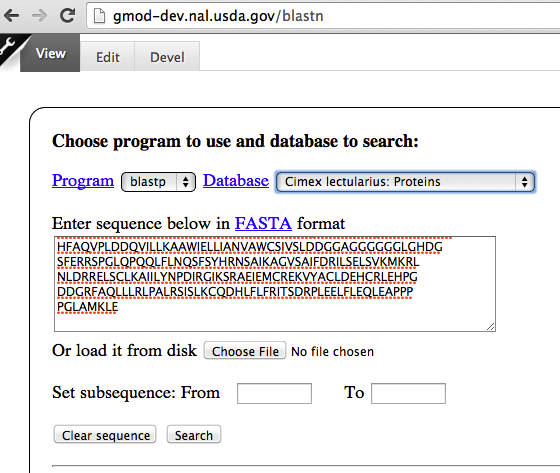 gmod-dev.nal.usda.gov/blastn
View Edit Devel
Choose program to use and database to search:
Program blastp Database Cimex lectularius: Proteins
Enter sequence below in FASTA format
HFAQVPLDDQVILLKAAWIELLIANVAWCSIVSLDDGGAGGGGGGLGHDG
SFERRSPGLQPQQLFLNQSFSYHRNSAIKAGVSAIFDRILSELSVKMKRL
NLDRRELSCLKAIILYNPDIRGIKSRAEIEMCREKVYACLDEHCRLEHPG
DDGRFAQLLLRLPALRSISLKCQDHLFLFRITSDRPLEELFLEQLEAPPP
PGLAMKLE
Or load it from disk Choose File No file chosen
Set subsequence: From To
Clear sequence Search